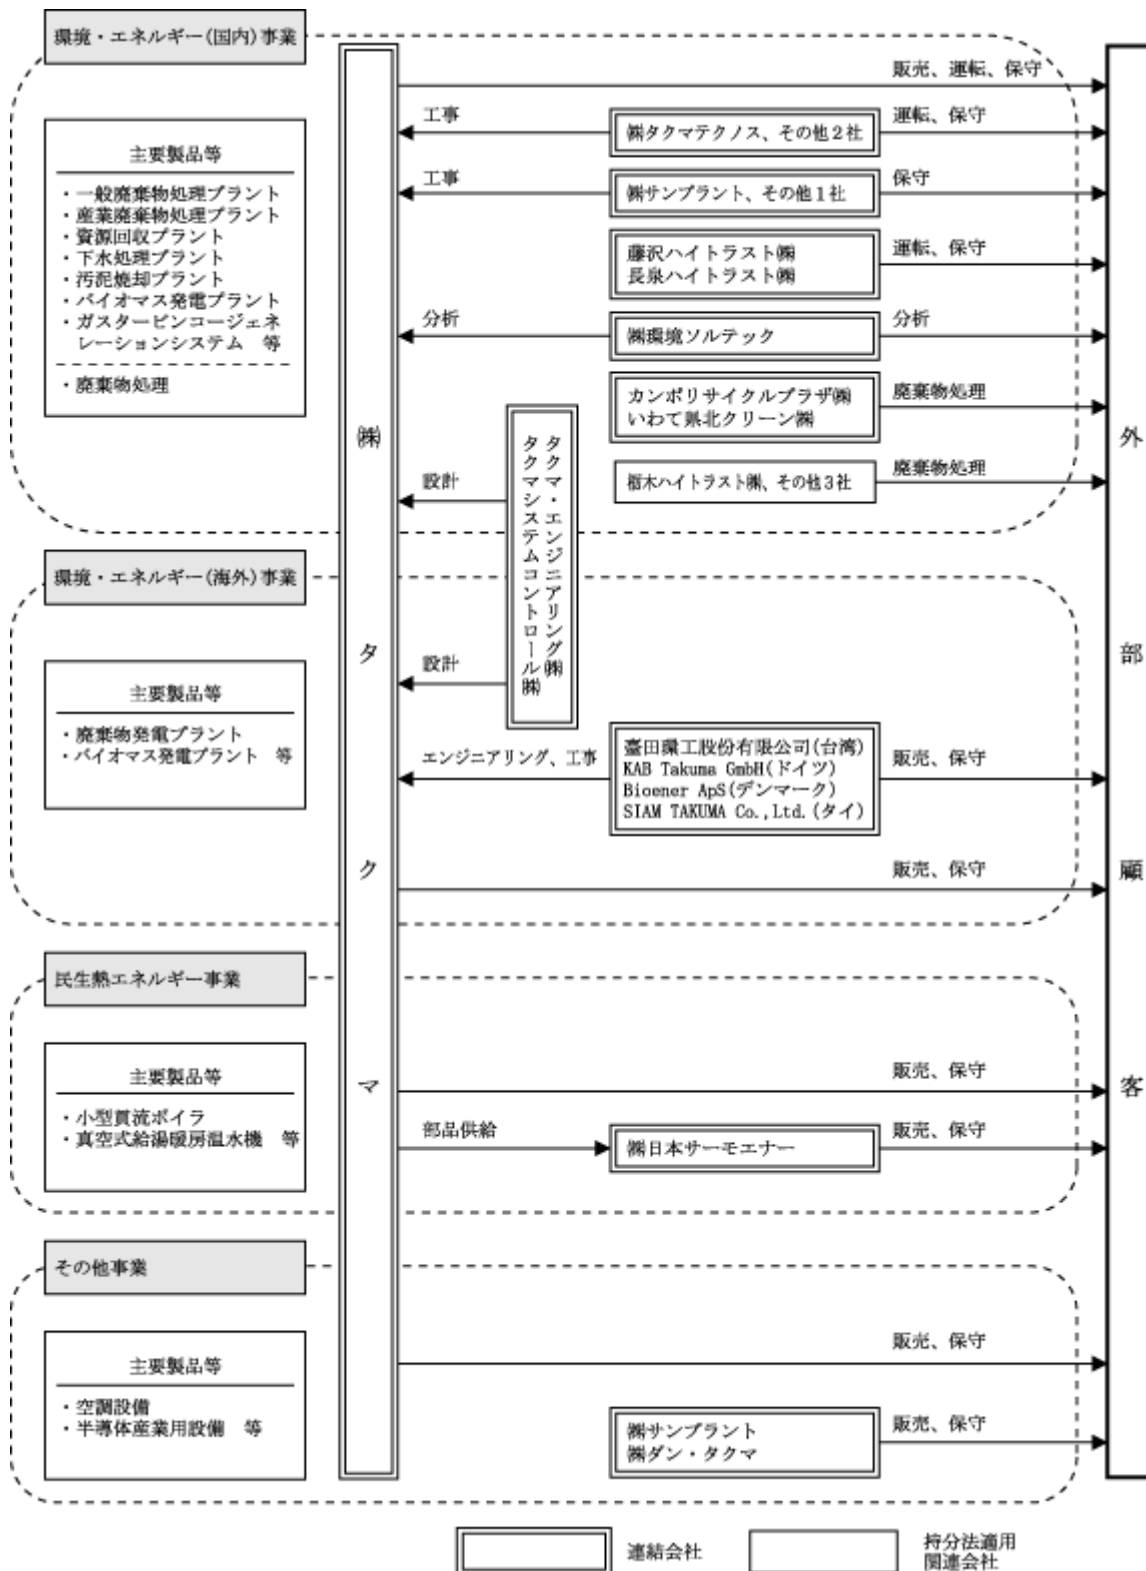 環境・エネルギー(国内)事業
主要製品等
・一般廃棄物処理プラント
・産業廃棄物処理プラント
・資源回収プラント
・下水処理プラント
・汚泥焼却プラント
・バイオマス発電プラント
・ガスタービンコージェネ
レーションシステム 等
・廃棄物処理
販売、運転、保守
工事
㈱タクマテクノス、その他2社
運転、保守
工事
㈱サンプラント、その他1社
保守
藤沢ハイトラスト㈱
長泉ハイトラスト㈱
運転、保守
分析
㈱環境ソルテック
分析
カンポリサイクルプラザ㈱
いわて県北クリーン㈱
廃棄物処理
栃木ハイトラスト㈱、その他3社
廃棄物処理
設計
タクマ・エンジニアリング㈱
タクマシステムコントロール㈱
設計
㈱タクマ
外部顧客
環境・エネルギー(海外)事業
主要製品等
・廃棄物発電プラント
・バイオマス発電プラント 等
エンジニアリング、工事
臺田環工股份有限公司(台湾)
KAB Takuma GmbH(ドイツ)
Bioener ApS(デンマーク)
SIAM TAKUMA Co.,Ltd.(タイ)
販売、保守
販売、保守
民生熱エネルギー事業
主要製品等
・小型貫流ボイラ
・真空式給湯暖房温水機 等
販売、保守
部品供給
㈱日本サーモエナー
販売、保守
その他事業
主要製品等
・空調設備
・半導体産業用設備 等
販売、保守
㈱サンプラント
㈱ダン・タクマ
販売、保守
連結会社
持分法適用
関連会社